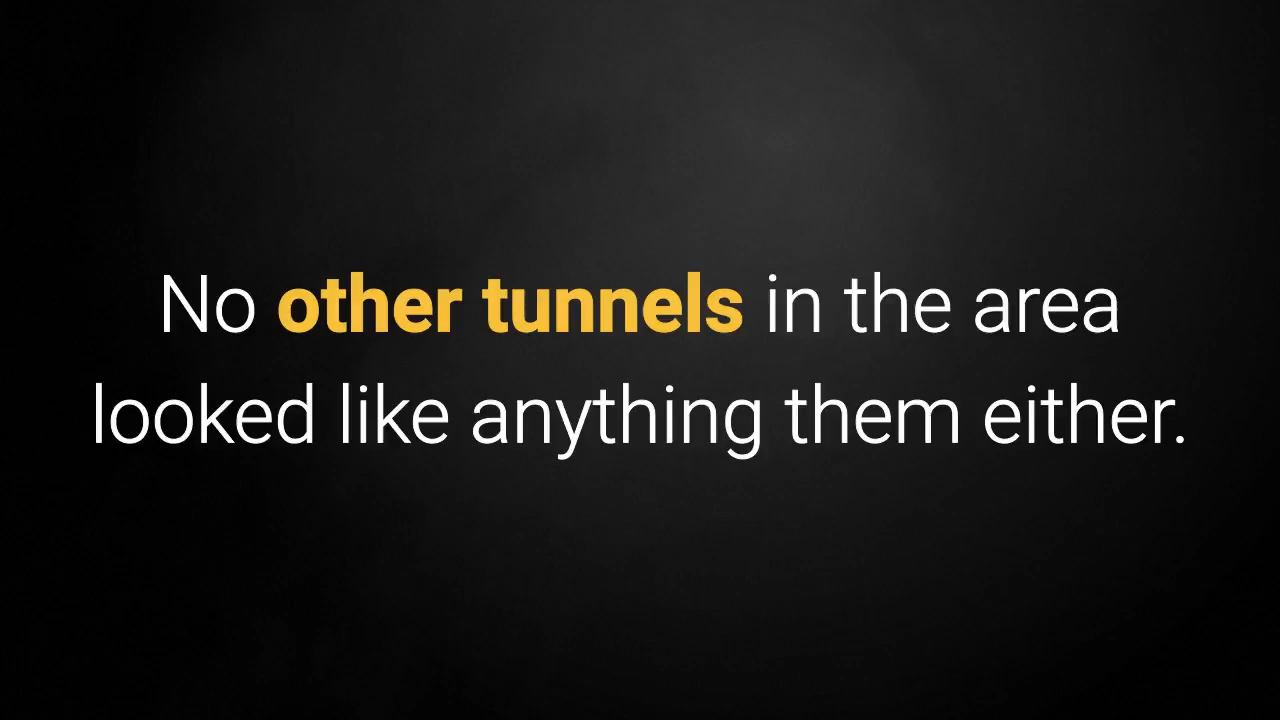 No other tunnels in the area
looked like anything them either.